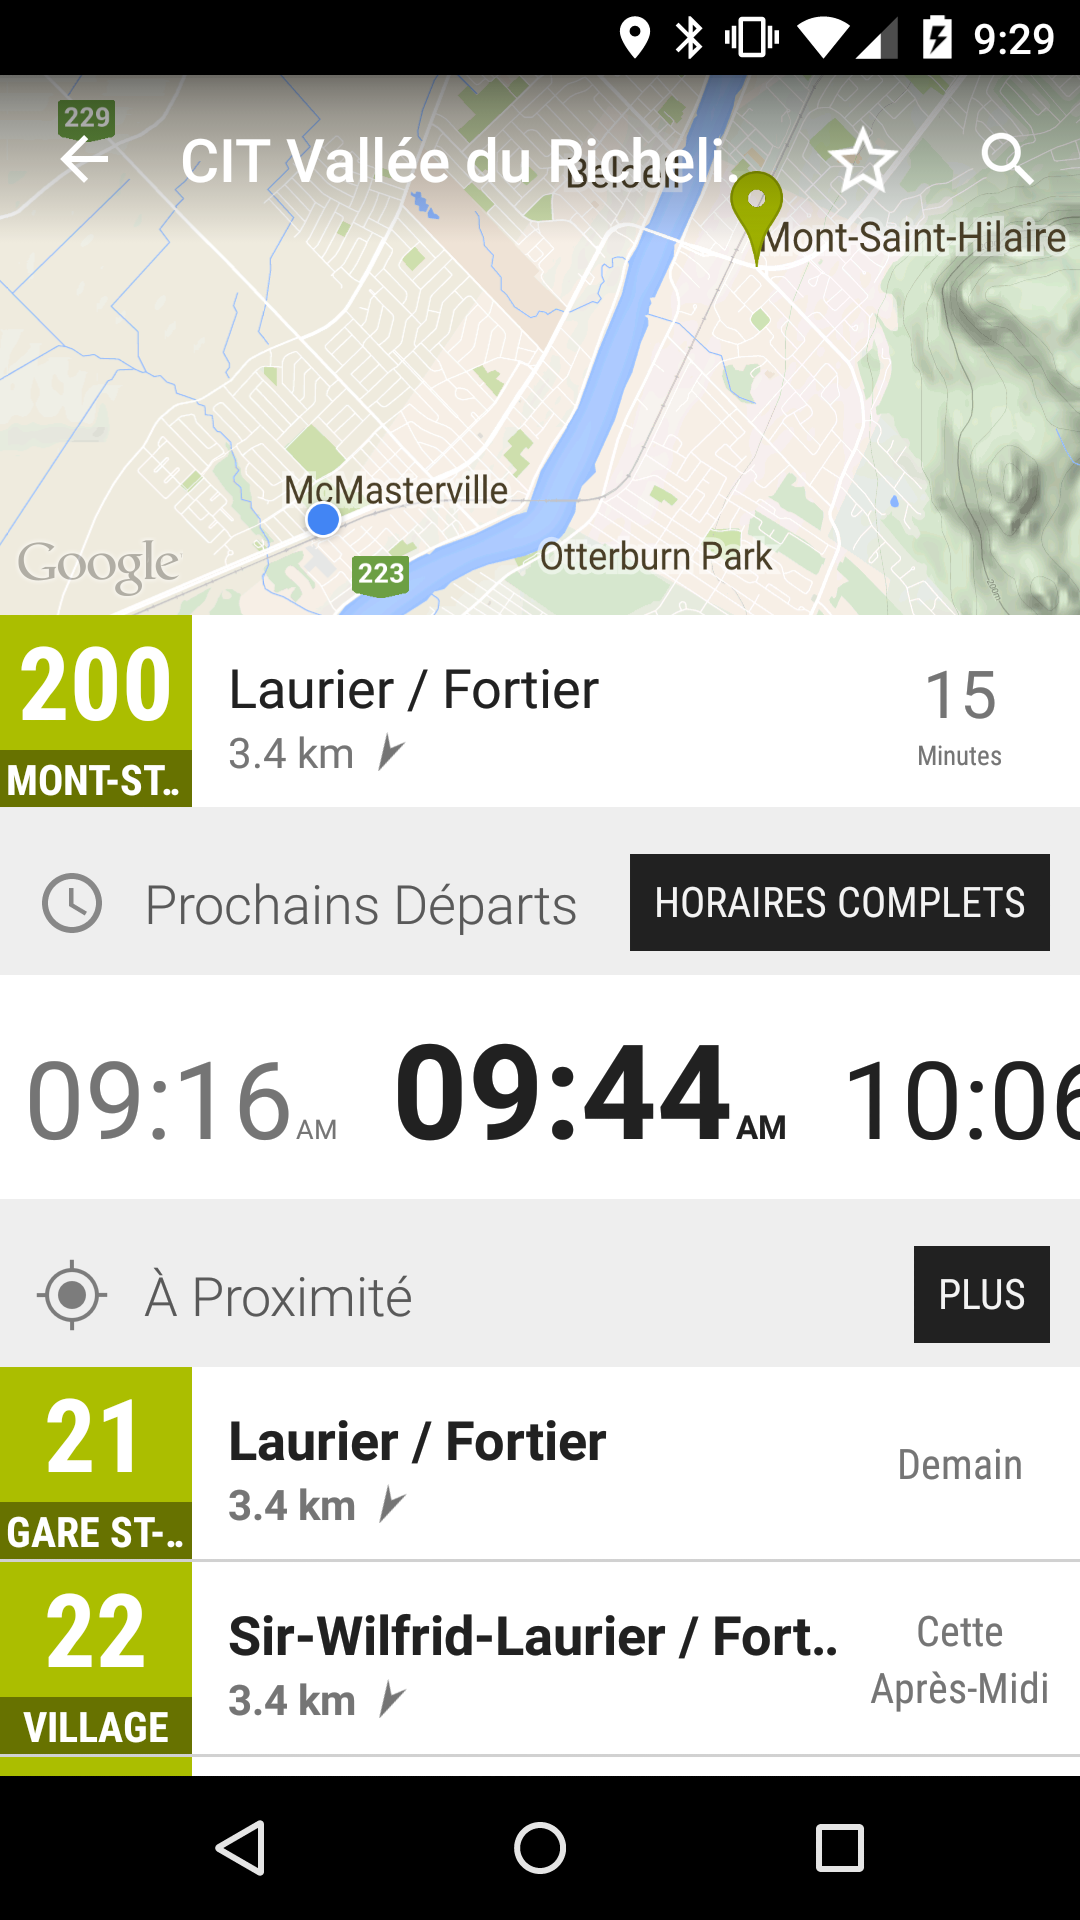 9:29
229
CIT Vallée du Richeli.
Beloeil
Mont-Saint-Hilaire
McMasterville
Google
223
Otterburn Park
200m
200
MONT-ST..
Laurier / Fortier
3.4 km
15
Minutes
Prochains Départs
HORAIRES COMPLETS
09:16 AM
09:44 AM
10:06
À Proximité
PLUS
21
GARE ST-..
Laurier / Fortier
3.4 km
Demain
22
VILLAGE
Sir-Wilfrid-Laurier / Fort..
3.4 km
Cette
Après-Midi